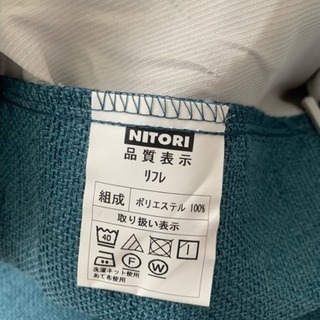 NITORI
品質表示
リフレ
組成 ポリエステル 100%
取り扱い表示
40
F W
洗濯ネット使用
あて布使用